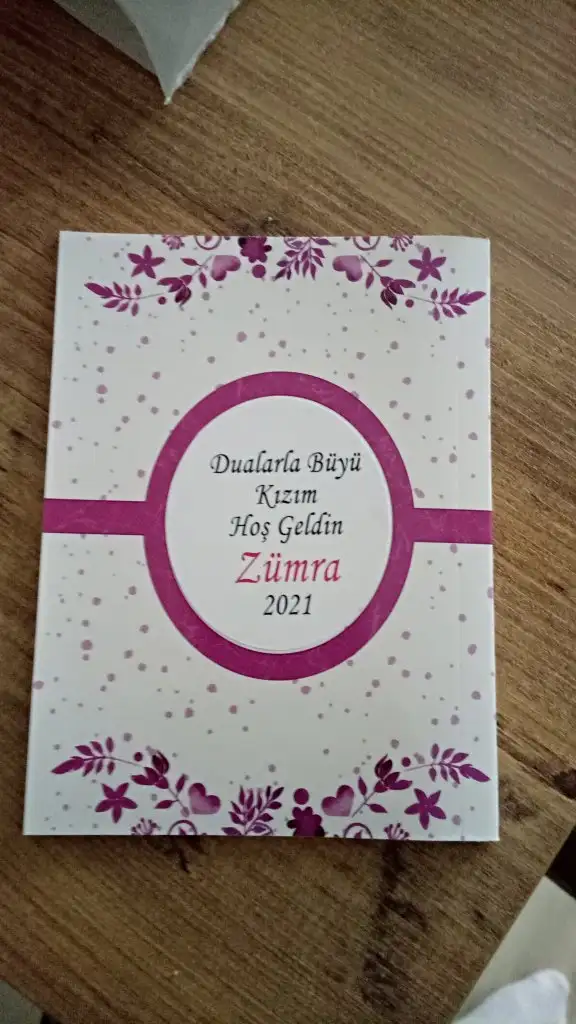 Dualarla Büyü
Kızım
Hoş Geldin
Zümra
2021